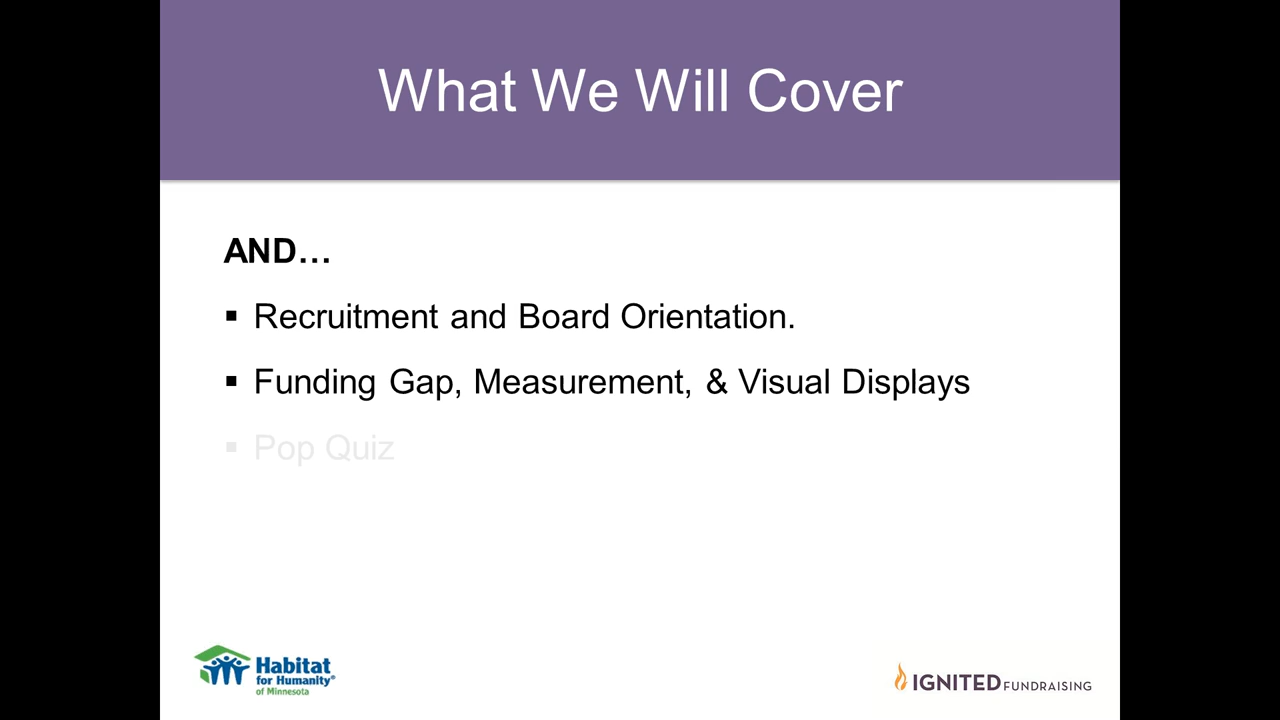 What We Will Cover
AND…
▪ Recruitment and Board Orientation.
▪ Funding Gap, Measurement, & Visual Displays
▪ Pop Quiz
Habitat
for Humanity®
of Minnesota
IGNITED FUNDRAISING